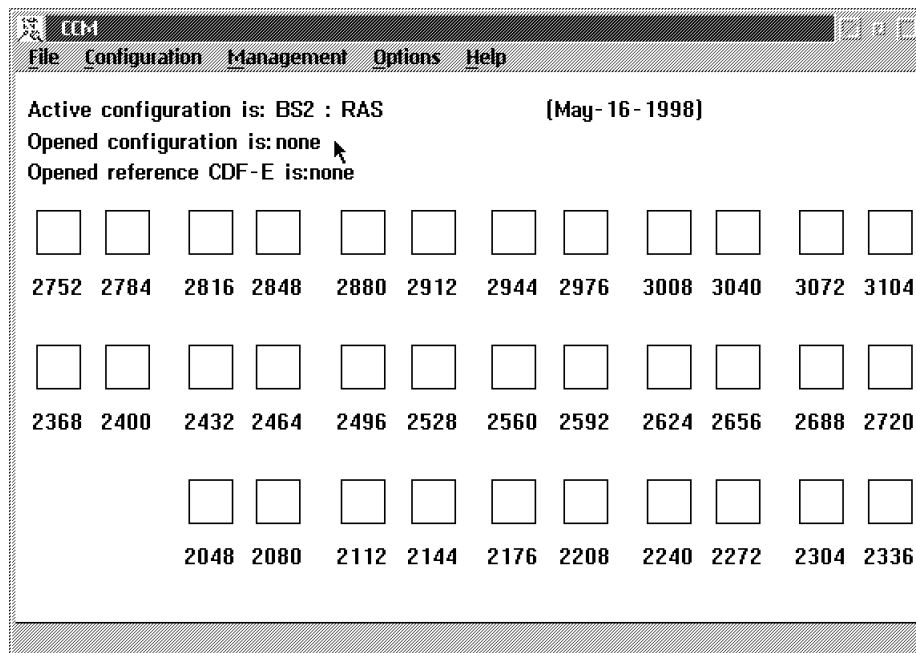 CCM
File Configuration Management Options Help
Active configuration is: BS2 : RAS (May-16-1998)
Opened configuration is:none
Opened reference CDF-E is:none
2752 2784 2816 2848 2880 2912 2944 2976 3008 3040 3072 3104
2368 2400 2432 2464 2496 2528 2560 2592 2624 2656 2688 2720
2048 2080 2112 2144 2176 2208 2240 2272 2304 2336